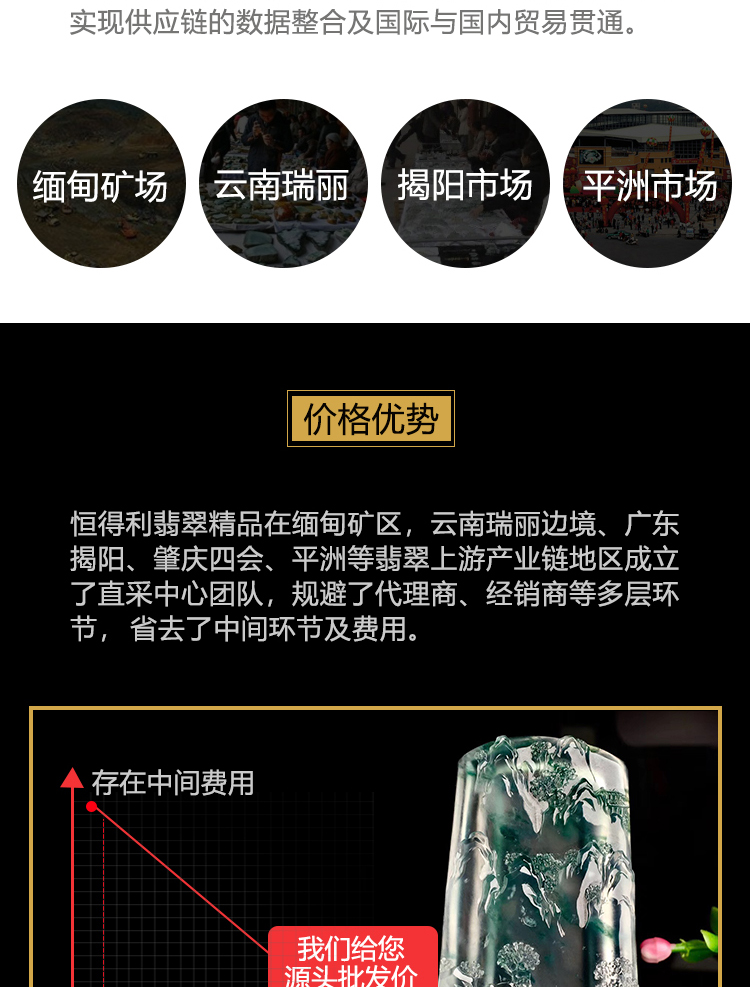 实现供应链的数据整合及国际与国内贸易贯通。
缅甸矿场 云南瑞丽 揭阳市场 平洲市场
价格优势
恒得利翡翠精品在缅甸矿区，云南瑞丽边境、广东
揭阳、肇庆四会、平洲等翡翠上游产业链地区成立
了直采中心团队，规避了代理商、经销商等多层环
节， 省去了中间环节及费用。
存在中间费用
我们给您
源头批发价